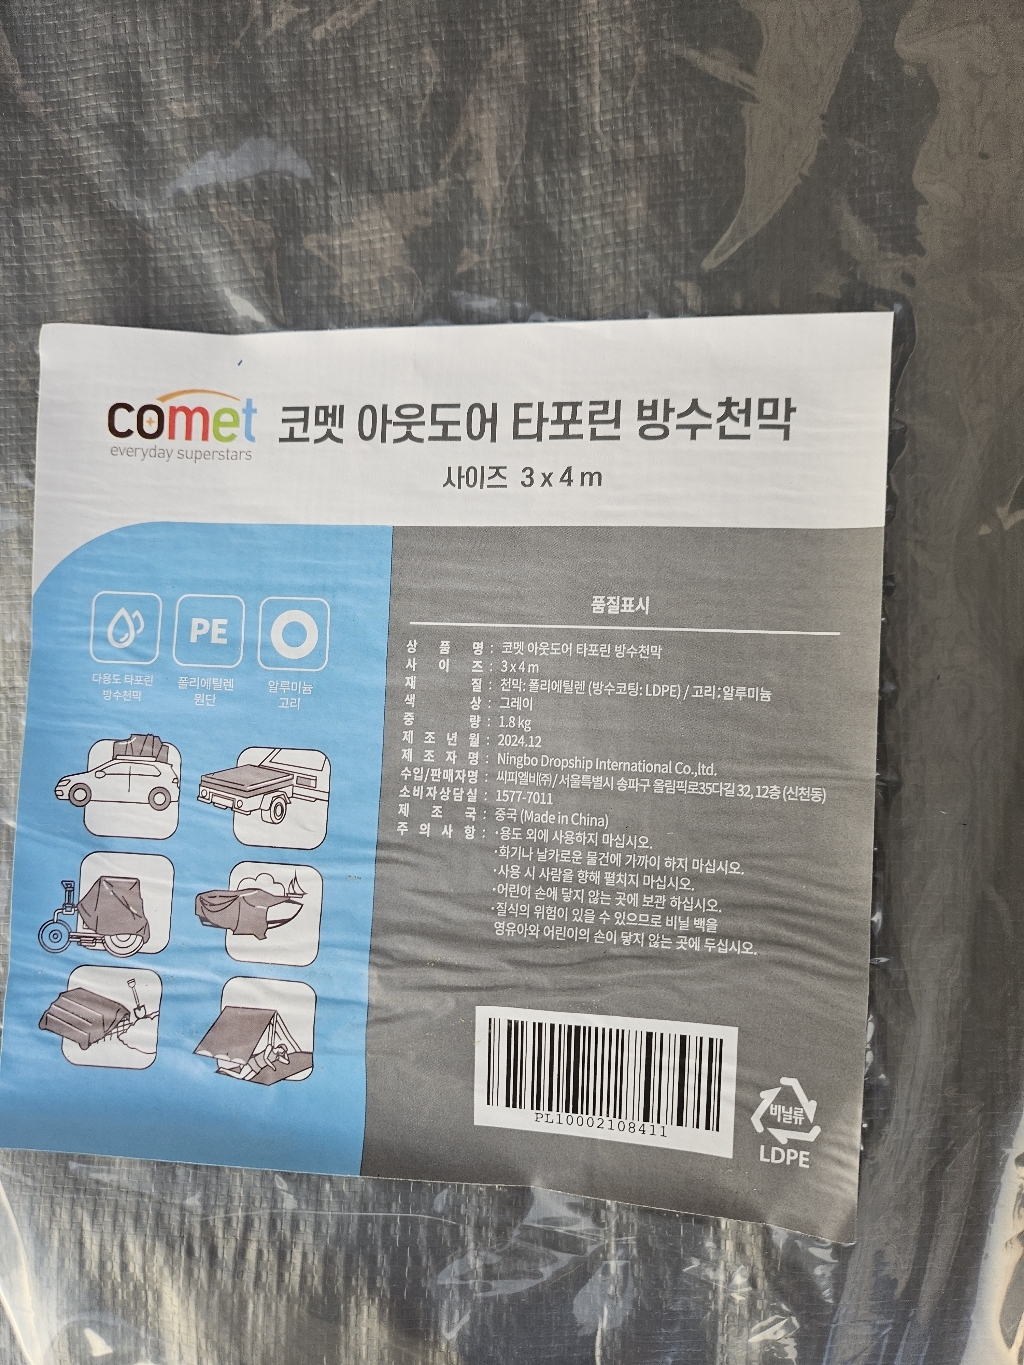 comet
everyday superstars
코멧 아웃도어 타포린 방수천막
사이즈 3 x 4 m
PE
다용도 타포린
방수천막
폴리에틸렌
원단
알루미늄
고리
품질표시
상품명 : 코멧 아웃도어 타포린 방수천막
사이즈 : 3 x 4 m
재질 : 천막: 폴리에틸렌 (방수코팅: LDPE) / 고리: 알루미늄
색상 : 그레이
중량 : 1.8 kg
제조년월 : 2024.12
제조자명 : Ningbo Dropship International Co.,ltd.
수입/판매자명 : 씨피엘비㈜/ 서울특별시 송파구 올림픽로35다길 32, 12층 (신천동)
소비자상담실 : 1577-7011
제조국 : 중국 (Made in China)
주의사항 : ·용도 외에 사용하지 마십시오.
·화기나 날카로운 물건에 가까이 하지 마십시오.
·사용 시 사람을 향해 펼치지 마십시오.
·어린이 손에 닿지 않는 곳에 보관 하십시오.
·질식의 위험이 있을 수 있으므로 비닐 백을
영유아와 어린이의 손이 닿지 않는 곳에 두십시오.
PL10002108411
비닐류
LDPE